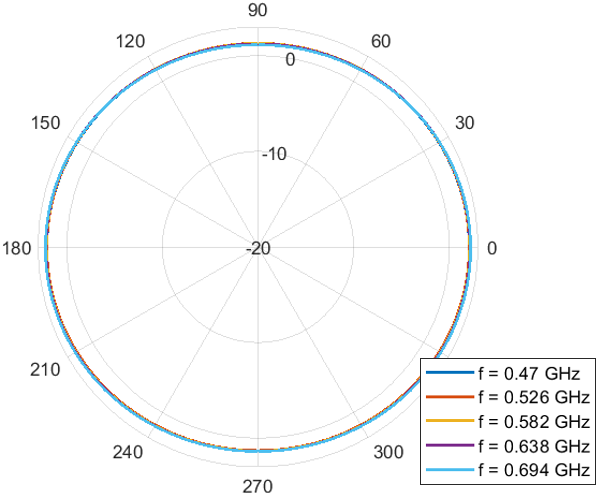 90
120
60
0
150
30
-10
180
-20
0
210
f = 0.47 GHz
f = 0.526 GHz
f = 0.582 GHz
240
300
f = 0.638 GHz
f = 0.694 GHz
270